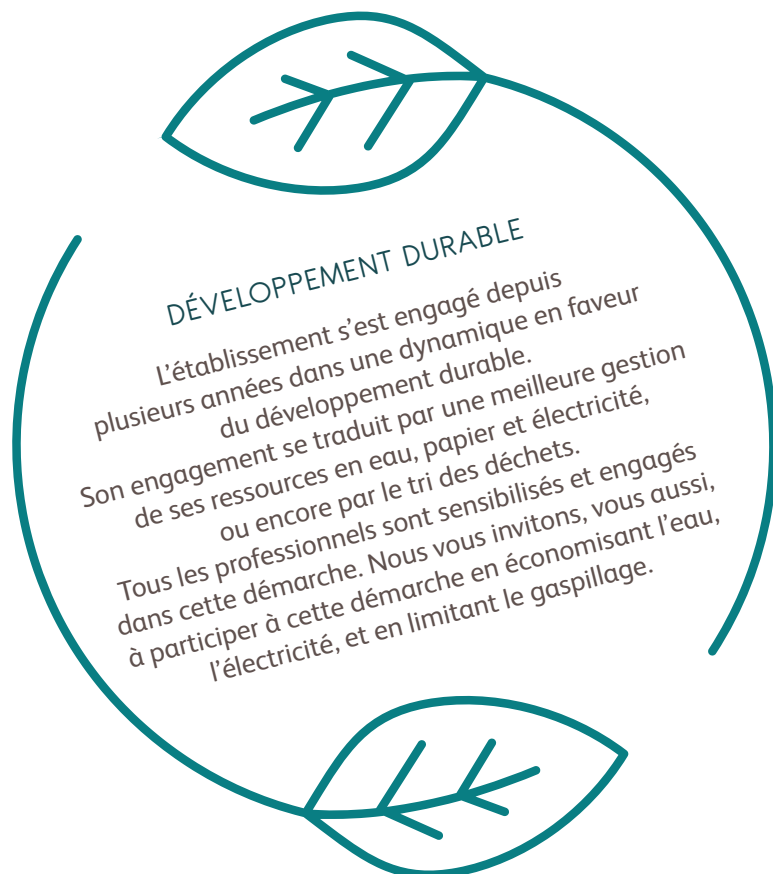 DÉVELOPPEMENT DURABLE
L’établissement s’est engagé depuis
plusieurs années dans une dynamique en faveur
du développement durable.
Son engagement se traduit par une meilleure gestion
de ses ressources en eau, papier et électricité,
ou encore par le tri des déchets.
Tous les professionnels sont sensibilisés et engagés
dans cette démarche. Nous vous invitons, vous aussi,
à participer à cette démarche en économisant l’eau,
l’électricité, et en limitant le gaspillage.